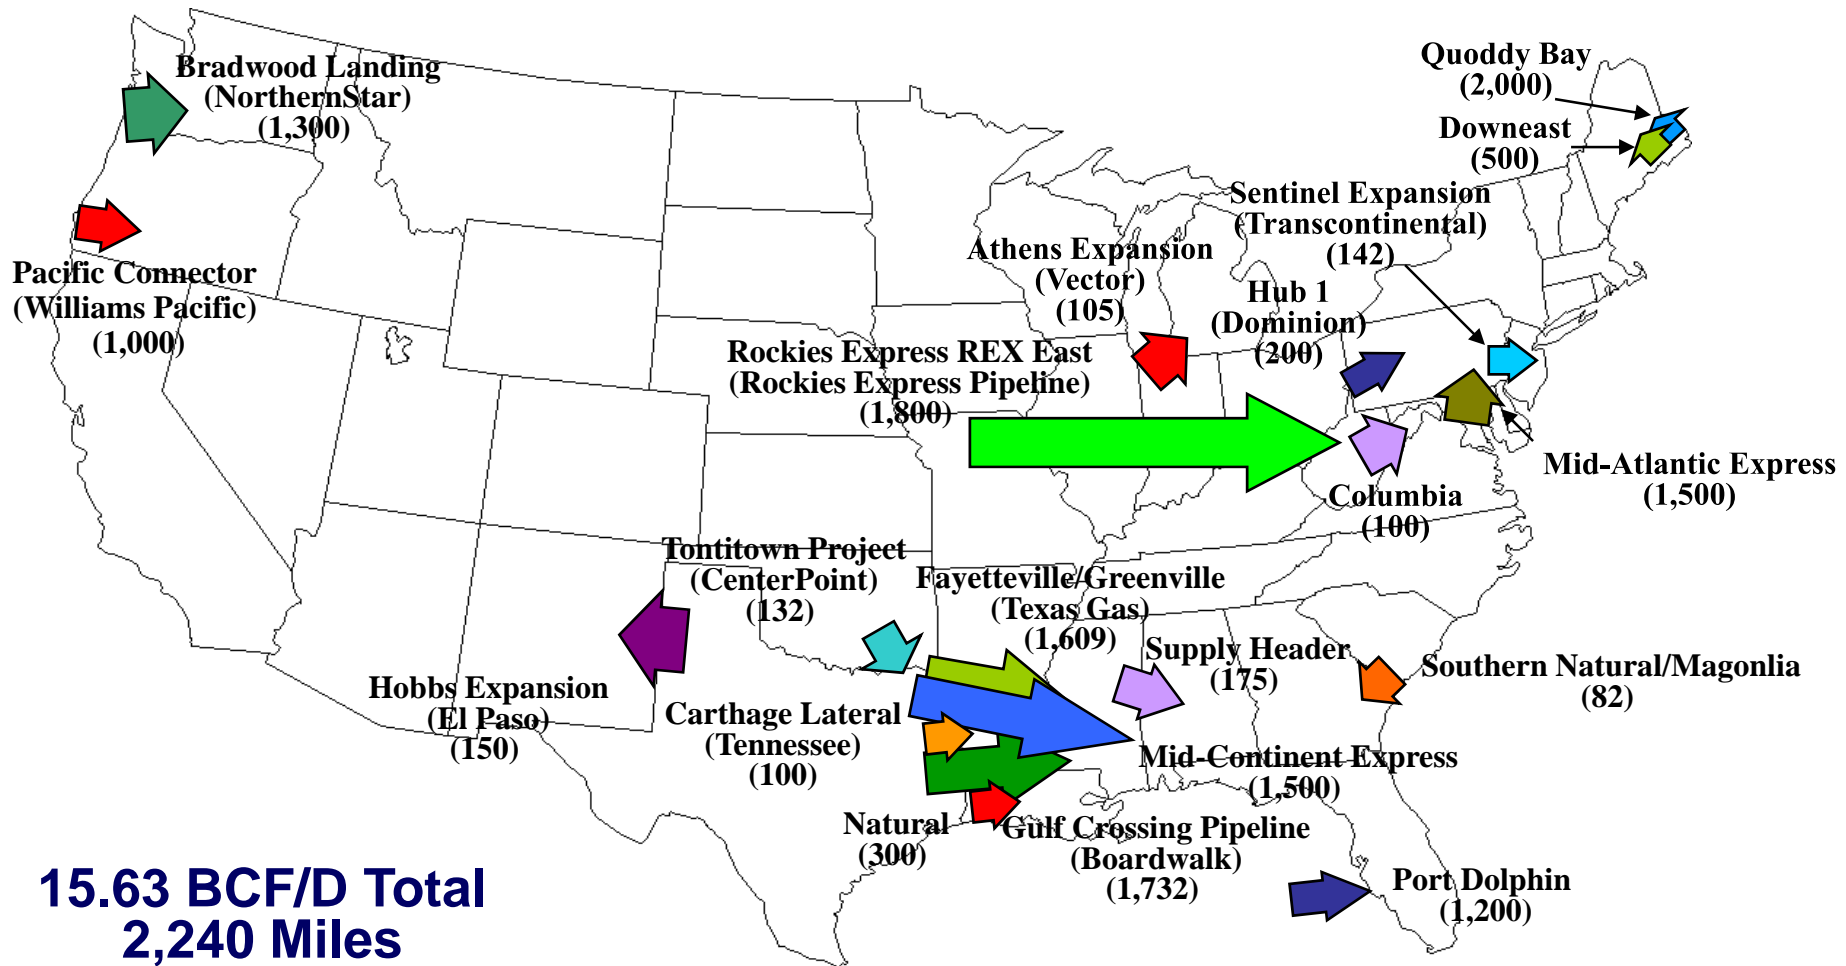 Bradwood Landing
(NorthernStar)
(1,300)
Pacific Connector
(Williams Pacific)
(1,000)
Quoddy Bay
(2,000)
Downeast
(500)
Sentinel Expansion
(Transcontinental)
(142)
Athens Expansion
(Vector)
(105)
Hub 1
(Dominion)
(200)
Rockies Express REX East
(Rockies Express Pipeline)
(1,800)
Mid-Atlantic Express
(1,500)
Columbia
(100)
Tontitown Project
(CenterPoint)
(132)
Fayetteville/Greenville
(Texas Gas)
(1,609)
Supply Header
(175)
Southern Natural/Magonlia
(82)
Hobbs Expansion
(El Paso)
(150)
Carthage Lateral
(Tennessee)
(100)
Mid-Continent Express
(1,500)
Natural
(300)
Gulf Crossing Pipeline
(Boardwalk)
(1,732)
Port Dolphin
(1,200)
15.63 BCF/D Total
2,240 Miles